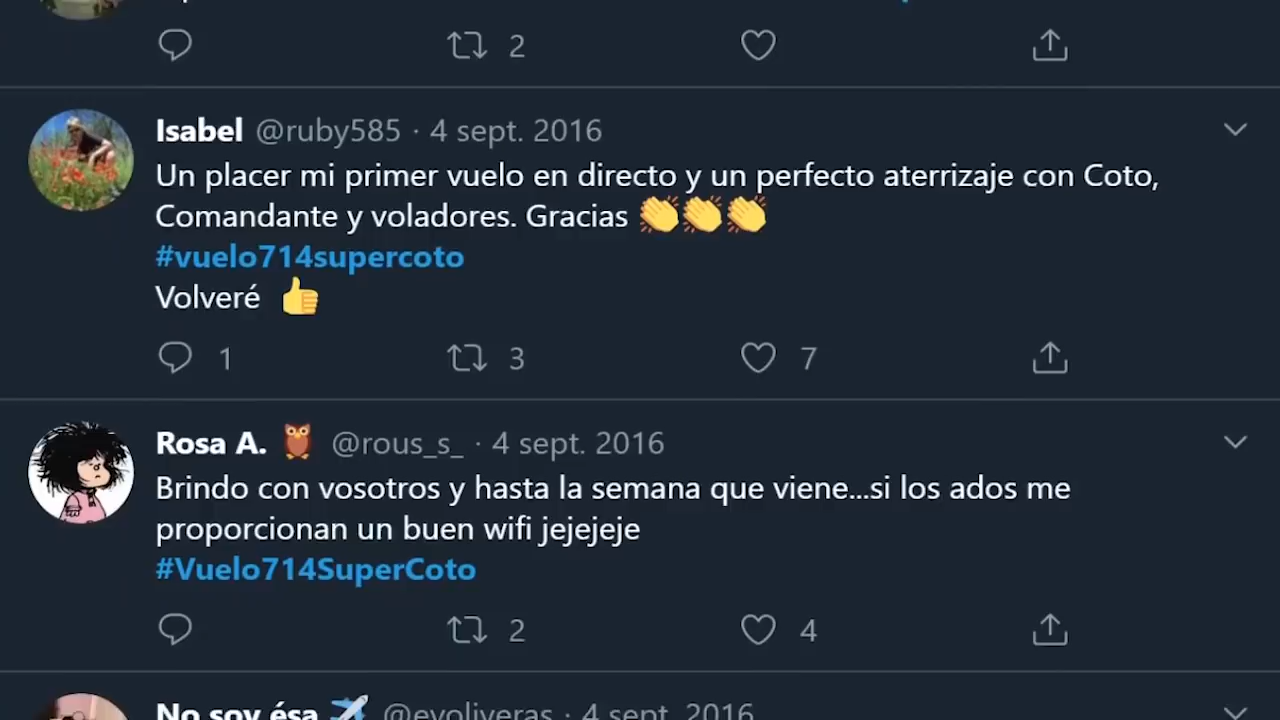 2
Isabel @ruby585 · 4 sept. 2016
Un placer mi primer vuelo en directo y un perfecto aterrizaje con Coto,
Comandante y voladores. Gracias 👏👏👏
#vuelo714supercoto
Volveré 👍
1 3 7
Rosa A. 🦉 @rous_s_ · 4 sept. 2016
Brindo con vosotros y hasta la semana que viene...si los ados me
proporcionan un buen wifi jejejeje
#Vuelo714SuperCoto
2 4
No soy ésa ✈️ @evoliveras · 4 sept. 2016